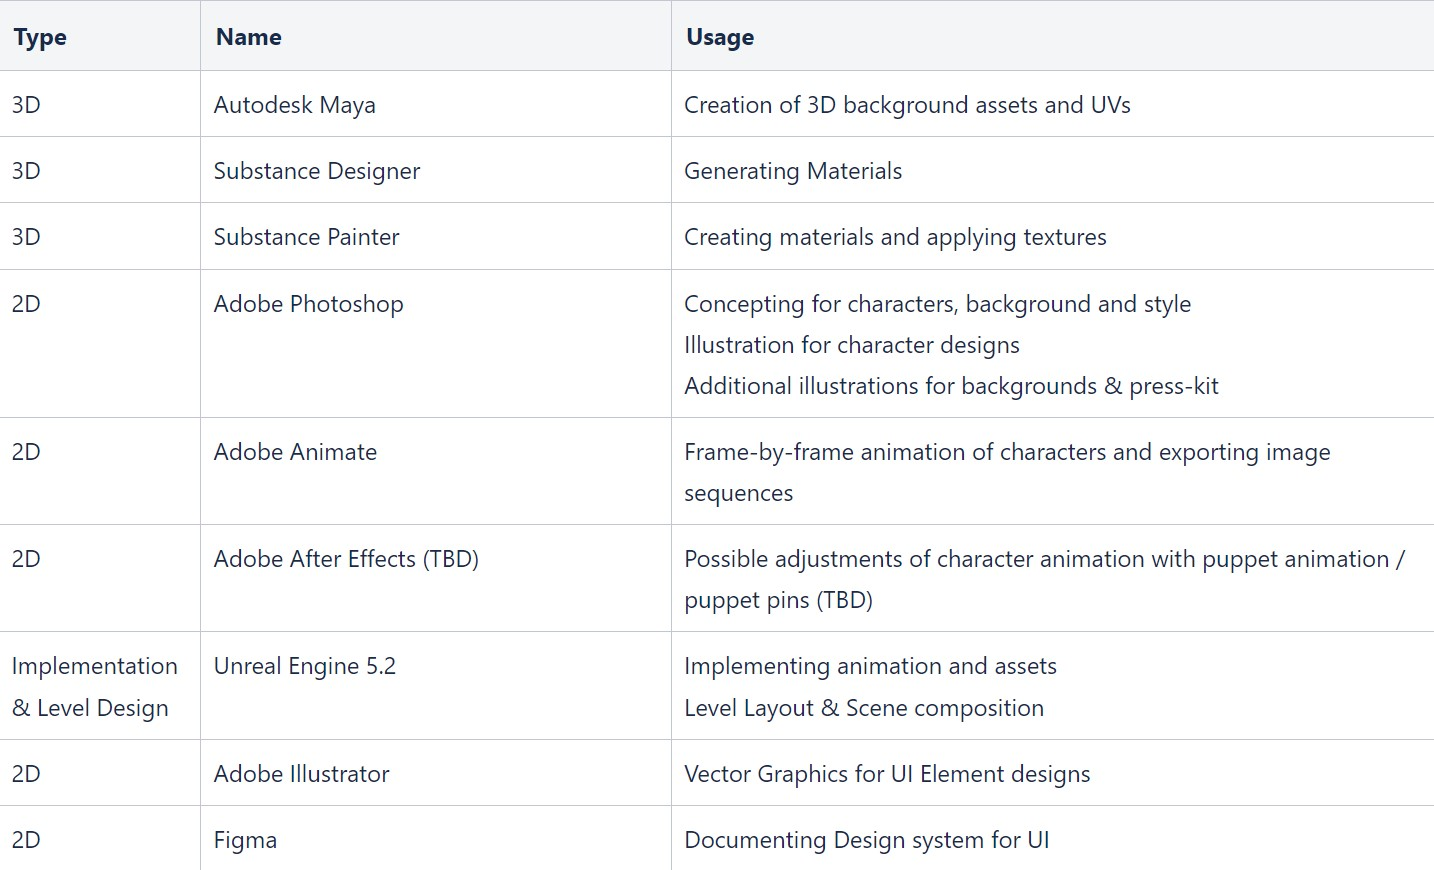 Type Name Usage
3D Autodesk Maya Creation of 3D background assets and UVs
3D Substance Designer Generating Materials
3D Substance Painter Creating materials and applying textures
2D Adobe Photoshop Concepting for characters, background and style
Illustration for character designs
Additional illustrations for backgrounds & press-kit
2D Adobe Animate Frame-by-frame animation of characters and exporting image
sequences
2D Adobe After Effects (TBD) Possible adjustments of character animation with puppet animation /
puppet pins (TBD)
Implementation Unreal Engine 5.2 Implementing animation and assets
& Level Design Level Layout & Scene composition
2D Adobe Illustrator Vector Graphics for UI Element designs
2D Figma Documenting Design system for UI